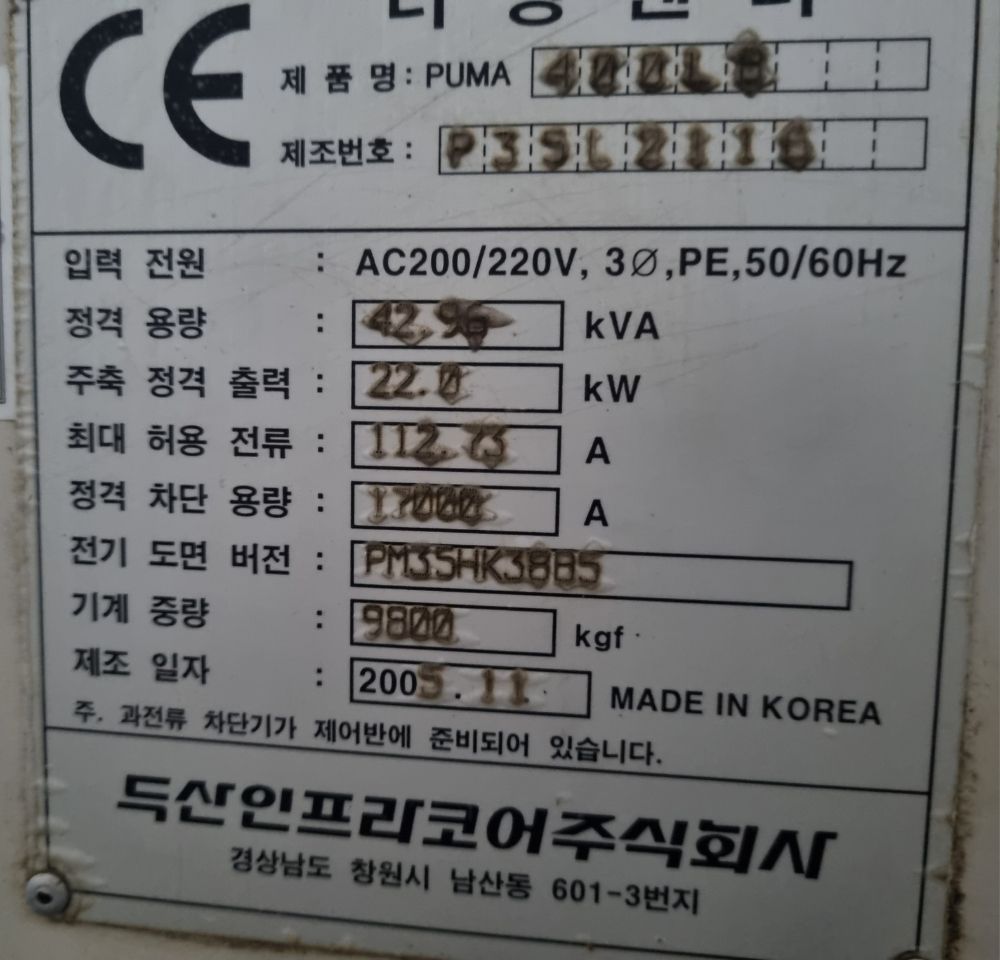 CE
제 품 명 : PUMA 400LB
제조번호 : P35L2116
입력 전원 : AC200/220V, 3Ø,PE,50/60Hz
정격 용량 : 42.96 kVA
주축 정격 출력 : 22.0 kW
최대 허용 전류 : 112.73 A
정격 차단 용량 : 17000 A
전기 도면 버전 : PM35HK38B5
기계 중량 : 9800 kgf
제조 일자 : 2005.11 MADE IN KOREA
주. 과전류 차단기가 제어반에 준비되어 있습니다.
두산인프라코어주식회사
경상남도 창원시 남산동 601-3번지